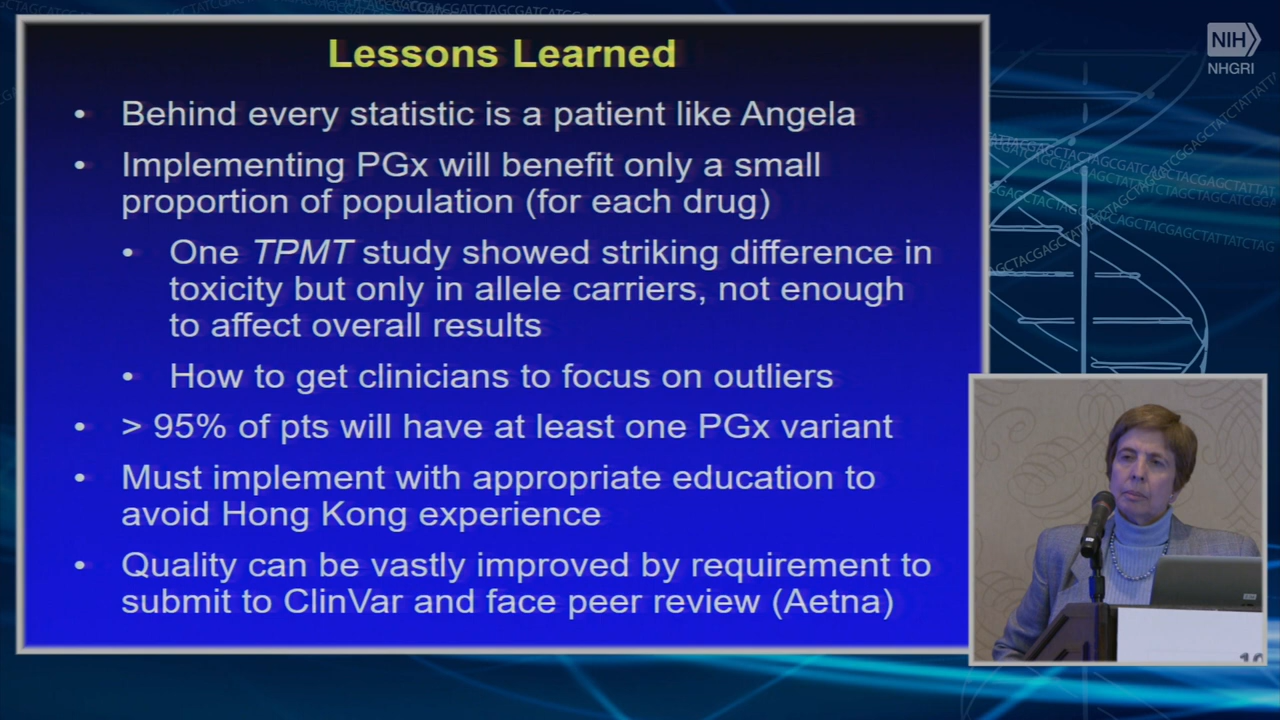 Lessons Learned
• Behind every statistic is a patient like Angela
• Implementing PGx will benefit only a small
proportion of population (for each drug)
• One TPMT study showed striking difference in
toxicity but only in allele carriers, not enough
to affect overall results
• How to get clinicians to focus on outliers
• > 95% of pts will have at least one PGx variant
• Must implement with appropriate education to
avoid Hong Kong experience
• Quality can be vastly improved by requirement to
submit to ClinVar and face peer review (Aetna)
NIH
NHGRI